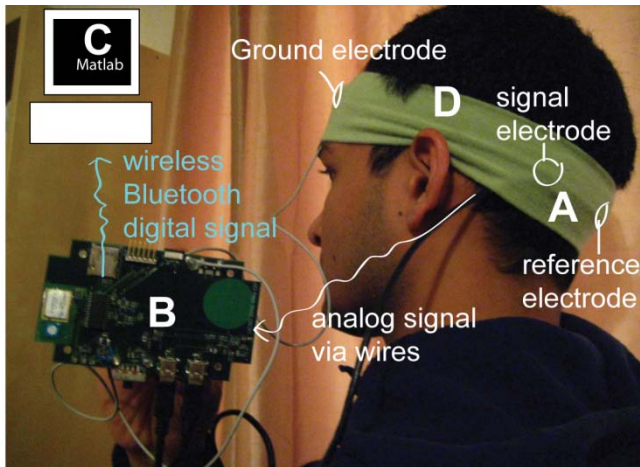 C
Matlab
Ground electrode
D
signal
electrode
A
wireless
Bluetooth
digital signal
B
reference
electrode
analog signal
via wires